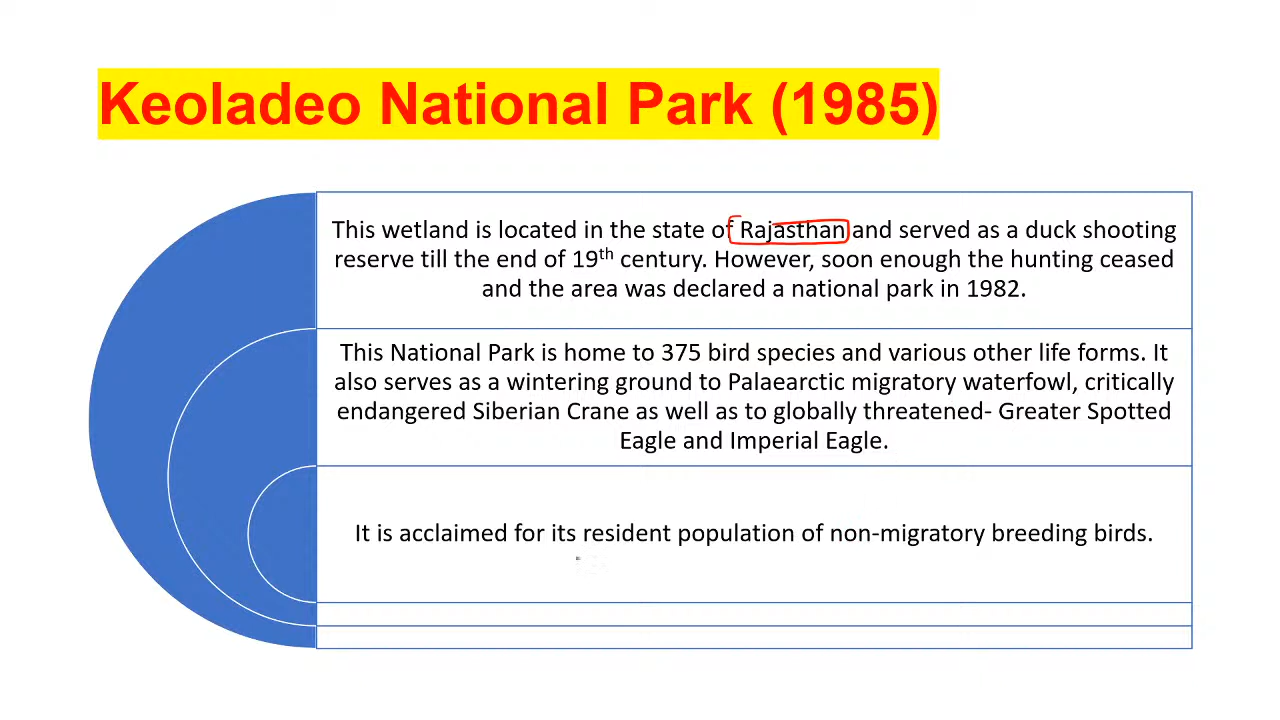 Keoladeo National Park (1985)
This wetland is located in the state of Rajasthan and served as a duck shooting
reserve till the end of 19th century. However, soon enough the hunting ceased
and the area was declared a national park in 1982.
This National Park is home to 375 bird species and various other life forms. It
also serves as a wintering ground to Palaearctic migratory waterfowl, critically
endangered Siberian Crane as well as to globally threatened- Greater Spotted
Eagle and Imperial Eagle.
It is acclaimed for its resident population of non-migratory breeding birds.